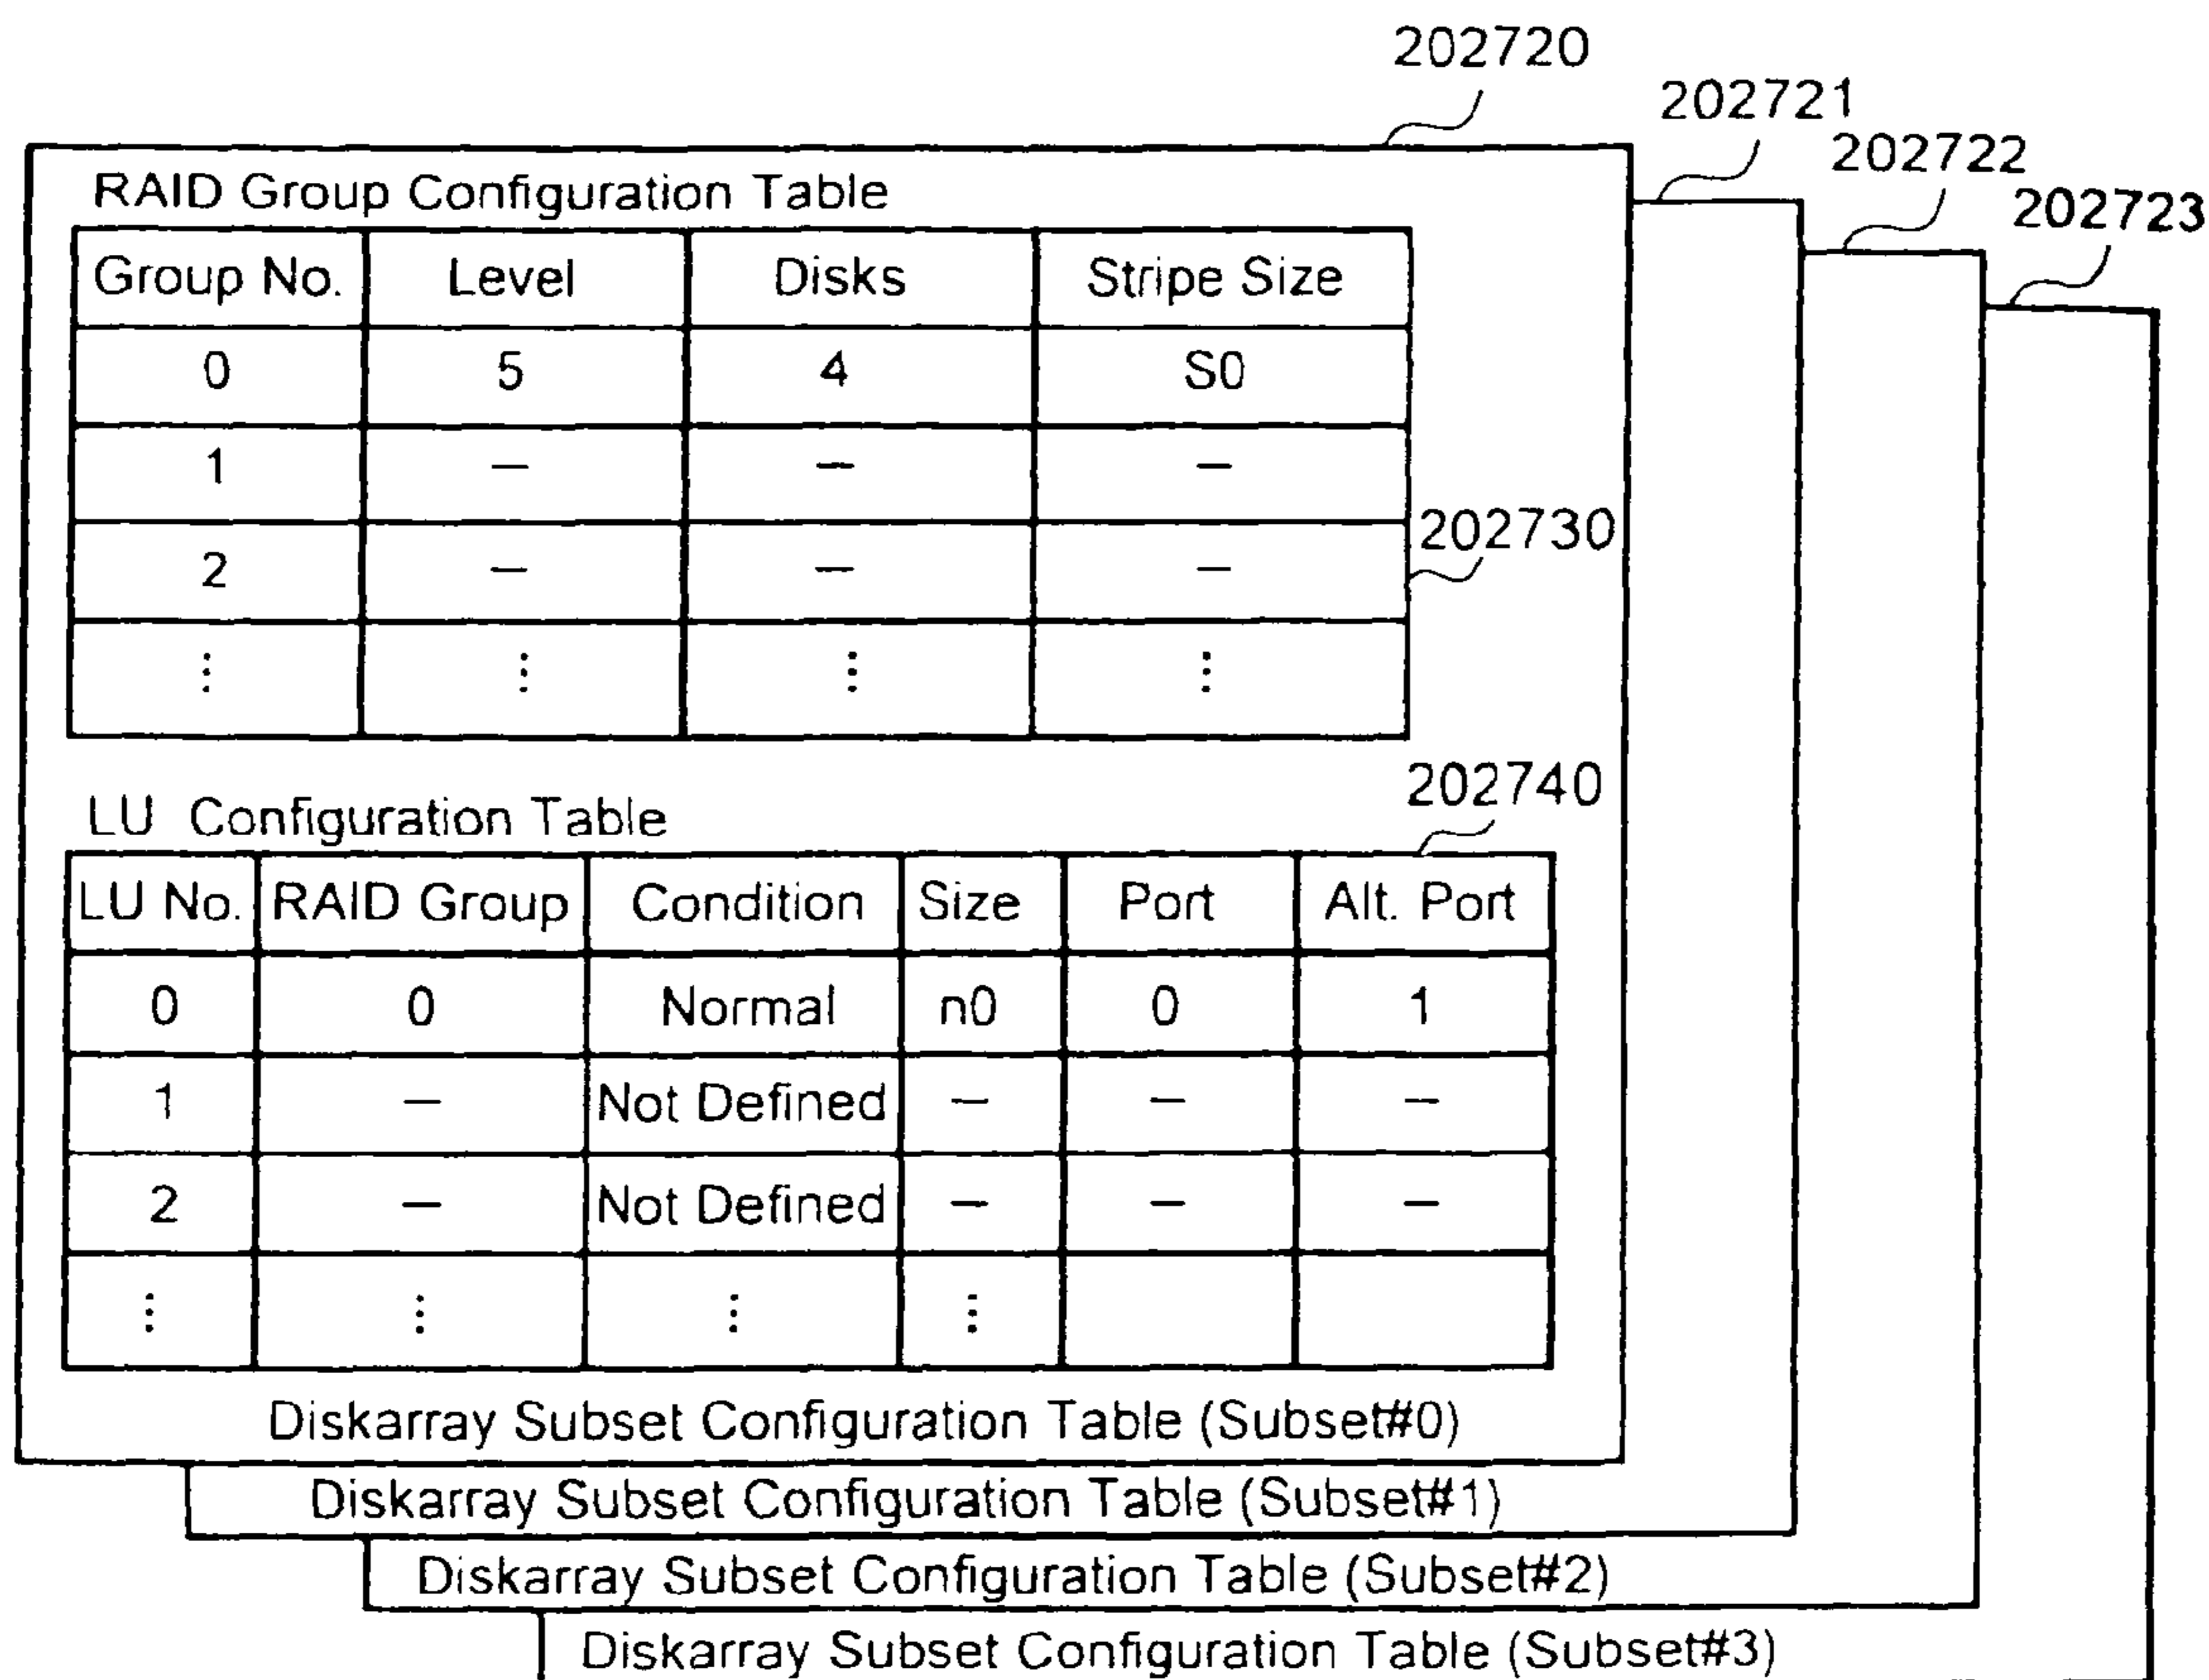 202720
202721
202722
202723
RAID Group Configuration Table
Group No. Level Disks Stripe Size
0 5 4 S0
1 — — —
2 — — —
⋮ ⋮ ⋮ ⋮
202730
202740
LU Configuration Table
LU No. RAID Group Condition Size Port Alt. Port
0 0 Normal n0 0 1
1 — Not Defined — — —
2 — Not Defined — — —
⋮ ⋮ ⋮ ⋮
Diskarray Subset Configuration Table (Subset#0)
Diskarray Subset Configuration Table (Subset#1)
Diskarray Subset Configuration Table (Subset#2)
Diskarray Subset Configuration Table (Subset#3)